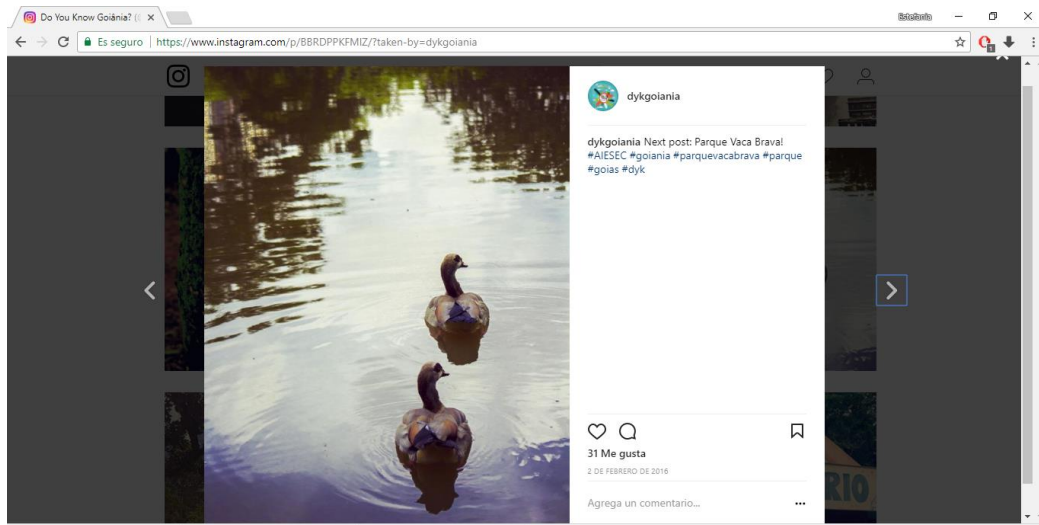 Do You Know Goiânia? (
Estefanía
Es seguro | https://www.instagram.com/p/BBRDPPKFMIZ/?taken-by=dykgoiania
1
dykgoiania
dykgoiania Next post: Parque Vaca Brava!
#AIESEC #goiania #parquevacabrava #parque
#goias #dyk
RIO
31 Me gusta
2 DE FEBRERO DE 2016
Agrega un comentario...